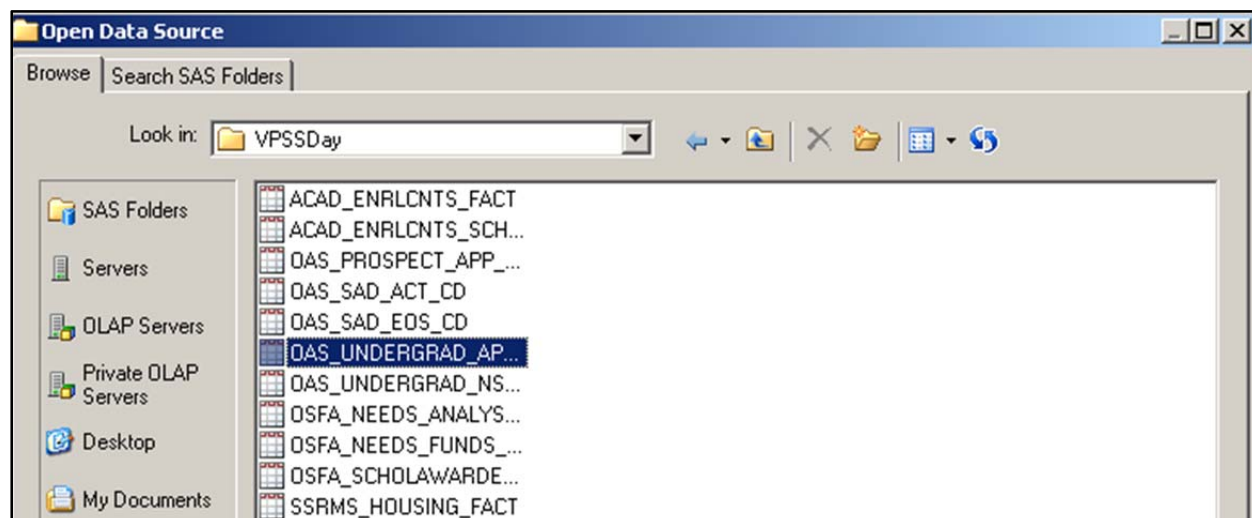 Open Data Source
Browse Search SAS Folders
Look in: VPSSDay
SAS Folders
Servers
OLAP Servers
Private OLAP
Servers
Desktop
My Documents
ACAD_ENRLCNTS_FACT
ACAD_ENRLCNTS_SCH...
OAS_PROSPECT_APP_...
OAS_SAD_ACT_CD
OAS_SAD_EOS_CD
OAS_UNDERGRAD_AP...
OAS_UNDERGRAD_NS...
OSFA_NEEDS_ANALYS...
OSFA_NEEDS_FUNDS_...
OSFA_SCHOLAWARDE...
SSRMS_HOUSING_FACT